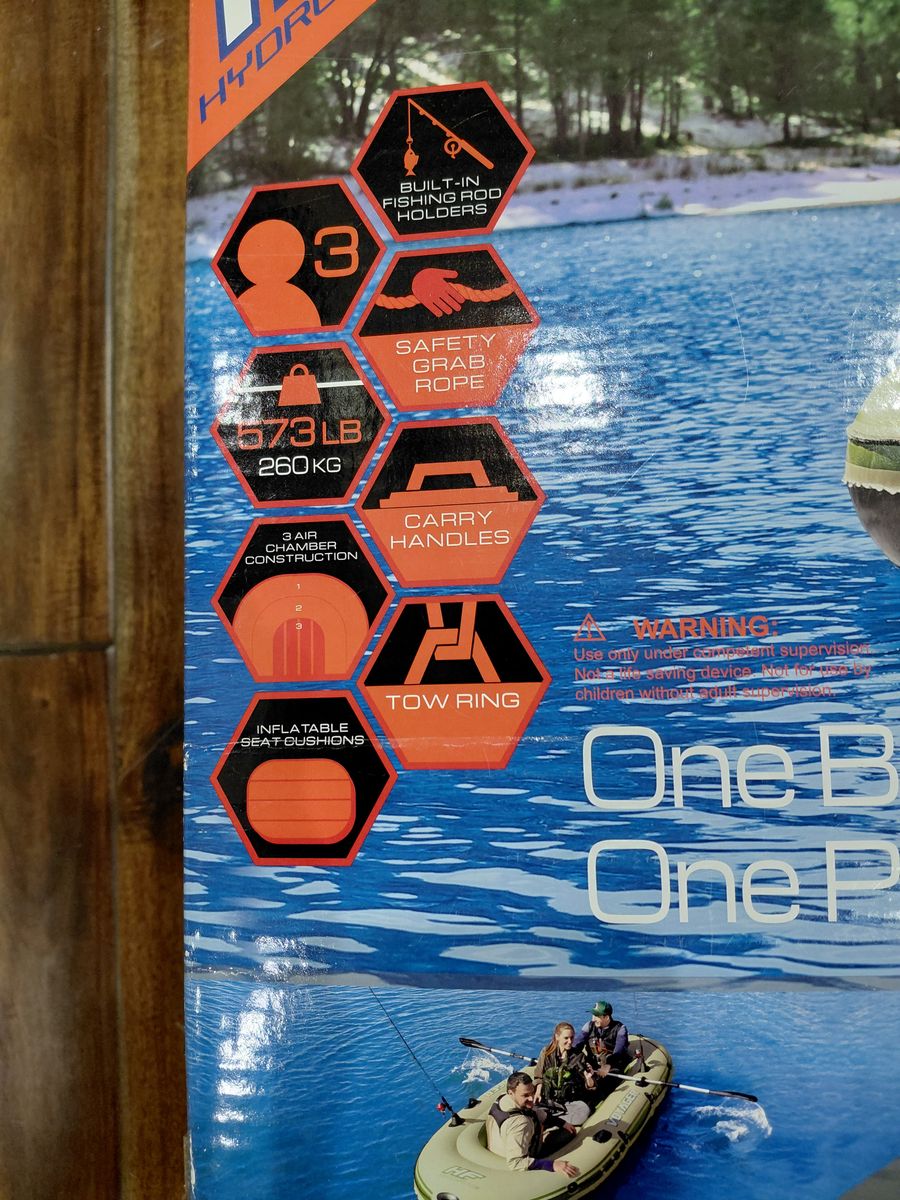 HYDRO
BUILT-IN
FISHING ROD
HOLDERS
3
SAFETY
GRAB
ROPE
573 LB
260 KG
CARRY
HANDLES
3 AIR
CHAMBER
CONSTRUCTION
1
2
3
TOW RING
INFLATABLE
SEAT CUSHIONS
WARNING:
Use only under competent supervision.
Not a life saving device. Not for use by
children without adult supervision.
One B
One P
VOYAGER